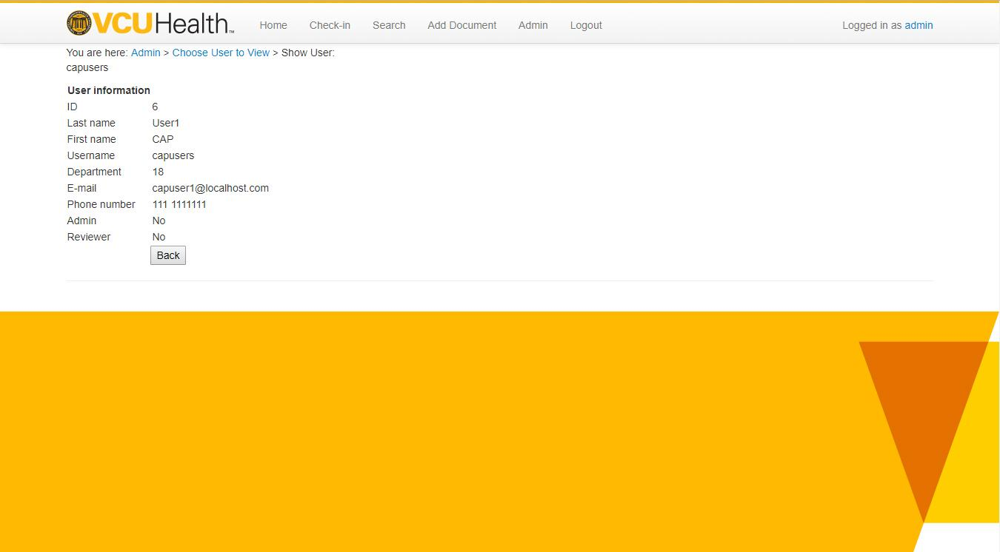 VCUHealth™ Home Check-in Search Add Document Admin Logout Logged in as admin
You are here: Admin > Choose User to View > Show User:
capusers
User information
ID 6
Last name User1
First name CAP
Username capusers
Department 18
E-mail capuser1@localhost.com
Phone number 111 1111111
Admin No
Reviewer No
Back